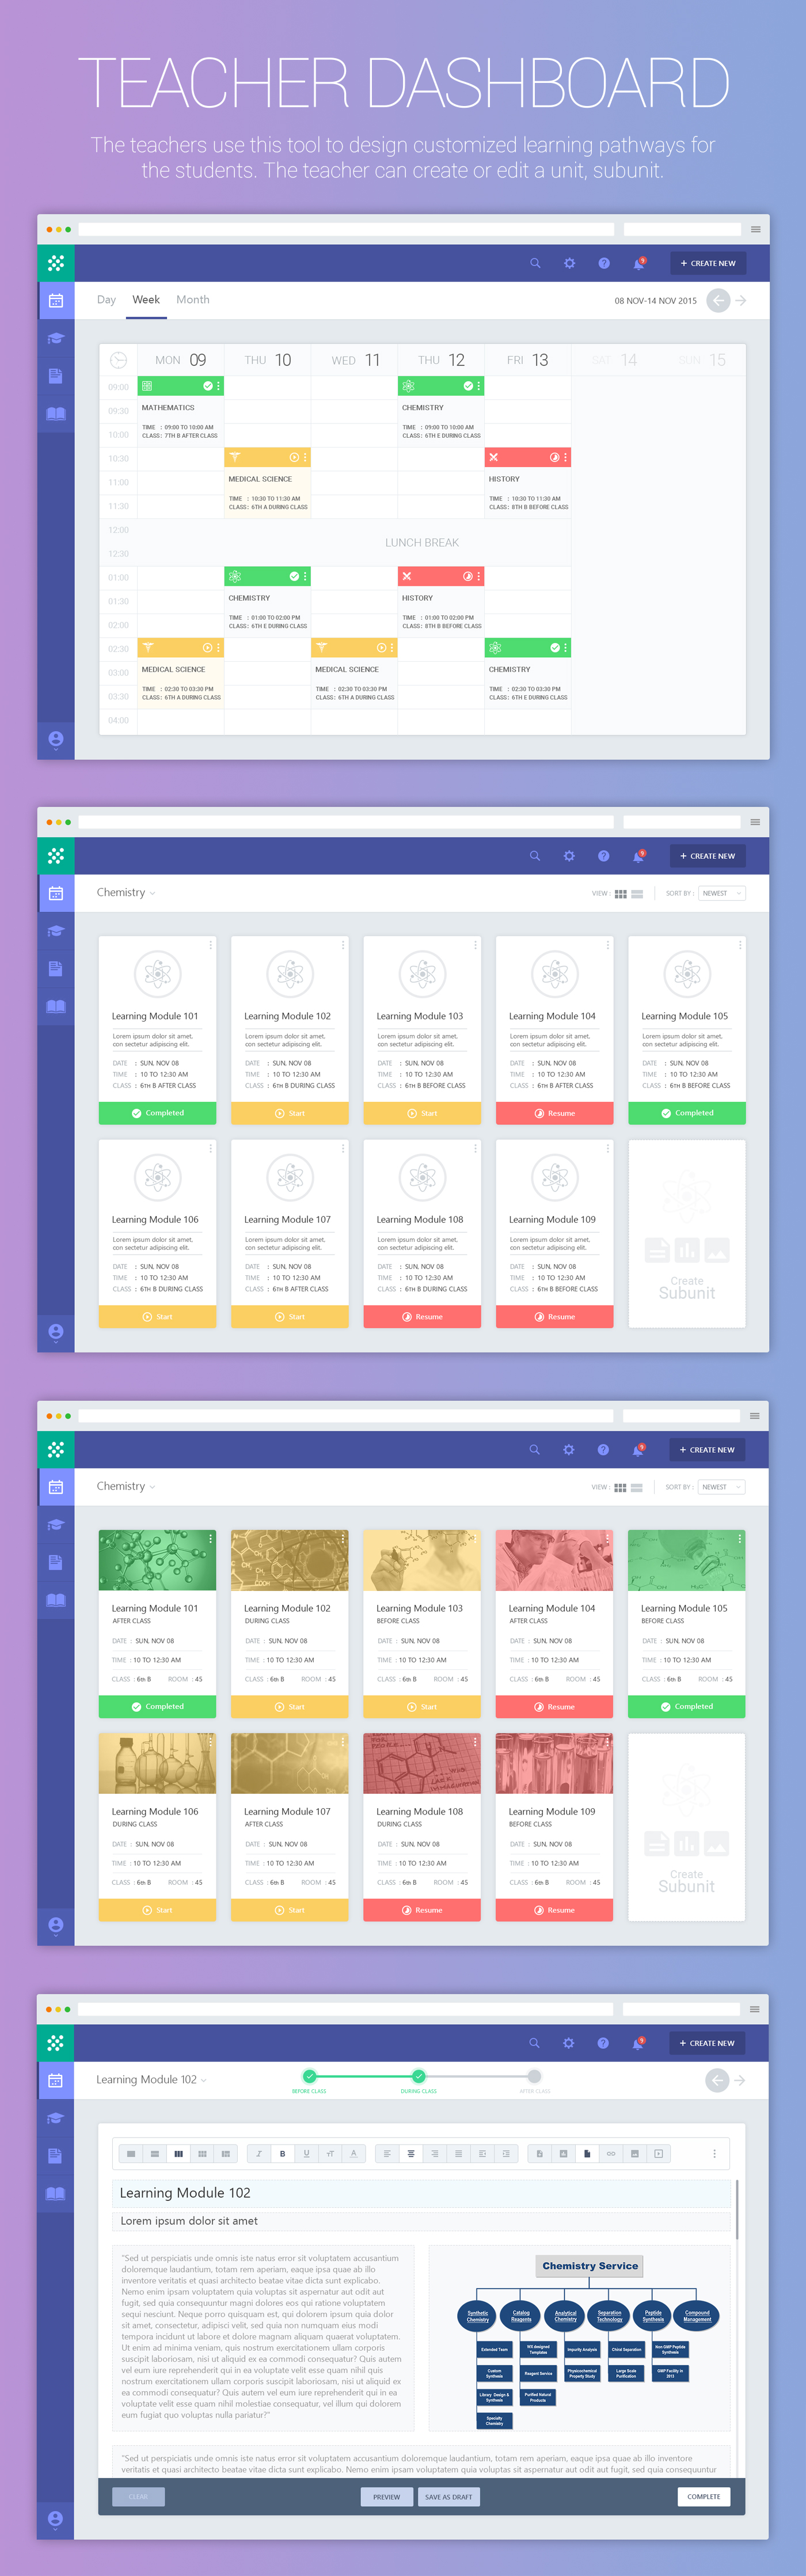 TEACHER DASHBOARD
The teachers use this tool to design customized learning pathways for
the students. The teacher can create or edit a unit, subunit.
9
+ CREATE NEW
Day Week Month
08 NOV-14 NOV 2015
MON 09 THU 10 WED 11 THU 12 FRI 13 SAT 14 SUN 15
09:00
09:30
10:00
10:30
11:00
11:30
12:00
12:30
01:00
01:30
02:00
02:30
03:00
03:30
04:00
MATHEMATICS
TIME : 09:00 TO 10:00 AM
CLASS : 7TH B AFTER CLASS
CHEMISTRY
TIME : 09:00 TO 10:00 AM
CLASS : 6TH E DURING CLASS
MEDICAL SCIENCE
TIME : 10:30 TO 11:30 AM
CLASS : 6TH A DURING CLASS
HISTORY
TIME : 10:30 TO 11:30 AM
CLASS : 8TH B BEFORE CLASS
LUNCH BREAK
CHEMISTRY
TIME : 01:00 TO 02:00 PM
CLASS : 6TH E DURING CLASS
HISTORY
TIME : 01:00 TO 02:00 PM
CLASS : 8TH B BEFORE CLASS
MEDICAL SCIENCE
TIME : 02:30 TO 03:30 PM
CLASS : 6TH A DURING CLASS
MEDICAL SCIENCE
TIME : 02:30 TO 03:30 PM
CLASS : 6TH A DURING CLASS
CHEMISTRY
TIME : 02:30 TO 03:30 PM
CLASS : 6TH E DURING CLASS
9
+ CREATE NEW
Chemistry
VIEW :
SORT BY : NEWEST
Learning Module 101
Lorem ipsum dolor sit amet,
con sectetur adipiscing elit.
DATE : SUN, NOV 08
TIME : 10 TO 12:30 AM
CLASS : 6TH B AFTER CLASS
Completed
Learning Module 102
Lorem ipsum dolor sit amet,
con sectetur adipiscing elit.
DATE : SUN, NOV 08
TIME : 10 TO 12:30 AM
CLASS : 6TH B DURING CLASS
Start
Learning Module 103
Lorem ipsum dolor sit amet,
con sectetur adipiscing elit.
DATE : SUN, NOV 08
TIME : 10 TO 12:30 AM
CLASS : 6TH B BEFORE CLASS
Start
Learning Module 104
Lorem ipsum dolor sit amet,
con sectetur adipiscing elit.
DATE : SUN, NOV 08
TIME : 10 TO 12:30 AM
CLASS : 6TH B AFTER CLASS
Resume
Learning Module 105
Lorem ipsum dolor sit amet,
con sectetur adipiscing elit.
DATE : SUN, NOV 08
TIME : 10 TO 12:30 AM
CLASS : 6TH B BEFORE CLASS
Completed
Learning Module 106
Lorem ipsum dolor sit amet,
con sectetur adipiscing elit.
DATE : SUN, NOV 08
TIME : 10 TO 12:30 AM
CLASS : 6TH B DURING CLASS
Start
Learning Module 107
Lorem ipsum dolor sit amet,
con sectetur adipiscing elit.
DATE : SUN, NOV 08
TIME : 10 TO 12:30 AM
CLASS : 6TH B AFTER CLASS
Start
Learning Module 108
Lorem ipsum dolor sit amet,
con sectetur adipiscing elit.
DATE : SUN, NOV 08
TIME : 10 TO 12:30 AM
CLASS : 6TH B DURING CLASS
Resume
Learning Module 109
Lorem ipsum dolor sit amet,
con sectetur adipiscing elit.
DATE : SUN, NOV 08
TIME : 10 TO 12:30 AM
CLASS : 6TH B BEFORE CLASS
Resume
Create
Subunit
9
+ CREATE NEW
Chemistry
VIEW :
SORT BY : NEWEST
Learning Module 101
AFTER CLASS
DATE : SUN, NOV 08
TIME : 10 TO 12:30 AM
CLASS : 6th B ROOM : 45
Completed
Learning Module 102
DURING CLASS
DATE : SUN, NOV 08
TIME : 10 TO 12:30 AM
CLASS : 6th B ROOM : 45
Start
Learning Module 103
BEFORE CLASS
DATE : SUN, NOV 08
TIME : 10 TO 12:30 AM
CLASS : 6th B ROOM : 45
Start
Learning Module 104
AFTER CLASS
DATE : SUN, NOV 08
TIME : 10 TO 12:30 AM
CLASS : 6th B ROOM : 45
Resume
Learning Module 105
BEFORE CLASS
DATE : SUN, NOV 08
TIME : 10 TO 12:30 AM
CLASS : 6th B ROOM : 45
Completed
Learning Module 106
DURING CLASS
DATE : SUN, NOV 08
TIME : 10 TO 12:30 AM
CLASS : 6th B ROOM : 45
Start
Learning Module 107
AFTER CLASS
DATE : SUN, NOV 08
TIME : 10 TO 12:30 AM
CLASS : 6th B ROOM : 45
Start
Learning Module 108
DURING CLASS
DATE : SUN, NOV 08
TIME : 10 TO 12:30 AM
CLASS : 6th B ROOM : 45
Resume
Learning Module 109
BEFORE CLASS
DATE : SUN, NOV 08
TIME : 10 TO 12:30 AM
CLASS : 6th B ROOM : 45
Resume
Create
Subunit
9
+ CREATE NEW
Learning Module 102
BEFORE CLASS DURING CLASS AFTER CLASS
I B U TT A
Learning Module 102
Lorem ipsum dolor sit amet
"Sed ut perspiciatis unde omnis iste natus error sit voluptatem accusantium
doloremque laudantium, totam rem aperiam, eaque ipsa quae ab illo
inventore veritatis et quasi architecto beatae vitae dicta sunt explicabo.
Nemo enim ipsam voluptatem quia voluptas sit aspernatur aut odit aut
fugit, sed quia consequuntur magni dolores eos qui ratione voluptatem
sequi nesciunt. Neque porro quisquam est, qui dolorem ipsum quia dolor
sit amet, consectetur, adipisci velit, sed quia non numquam eius modi
tempora incidunt ut labore et dolore magnam aliquam quaerat voluptatem.
Ut enim ad minima veniam, quis nostrum exercitationem ullam corporis
suscipit laboriosam, nisi ut aliquid ex ea commodi consequatur? Quis autem
vel eum iure reprehenderit qui in ea voluptate velit esse quam nihil quis
nostrum exercitationem ullam corporis suscipit laboriosam, nisi ut aliquid ex
ea commodi consequatur? Quis autem vel eum iure reprehenderit qui in ea
voluptate velit esse quam nihil molestiae consequatur, vel illum qui dolorem
eum fugiat quo voluptas nulla pariatur?"
Chemistry Service
Synthetic
Chemistry
Catalog
Reagents
Analytical
Chemistry
Separation
Technology
Peptide
Synthesis
Compound
Management
Extended Team
Custom
Synthesis
Library Design &
Synthesis
Specialty
Chemistry
WX designed
Templates
Reagent Service
Purified Natural
Products
Impurity Analysis
Physicochemical
Property Study
Chiral Separation
Large Scale
Purification
Non-GMP Peptide
Synthesis
GMP Facility in
2013
"Sed ut perspiciatis unde omnis iste natus error sit voluptatem accusantium doloremque laudantium, totam rem aperiam, eaque ipsa quae ab illo inventore
veritatis et quasi architecto beatae vitae dicta sunt explicabo. Nemo enim ipsam voluptatem quia voluptas sit aspernatur aut odit aut fugit, sed quia consequuntur
CLEAR PREVIEW SAVE AS DRAFT COMPLETE